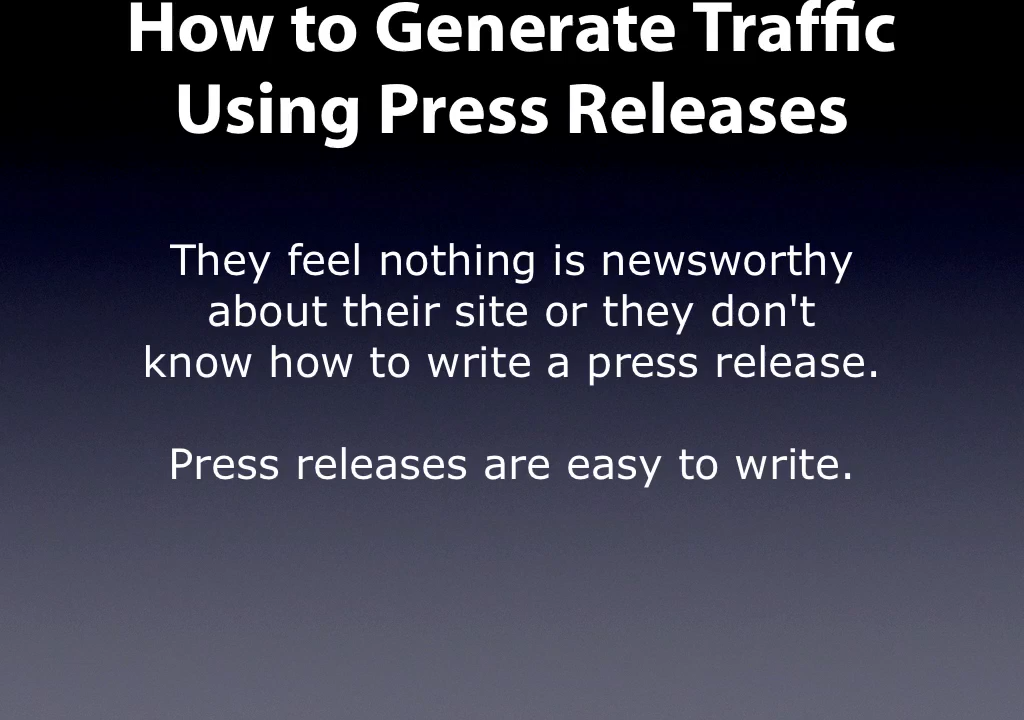 How to Generate Traffic
Using Press Releases
They feel nothing is newsworthy
about their site or they don't
know how to write a press release.
Press releases are easy to write.